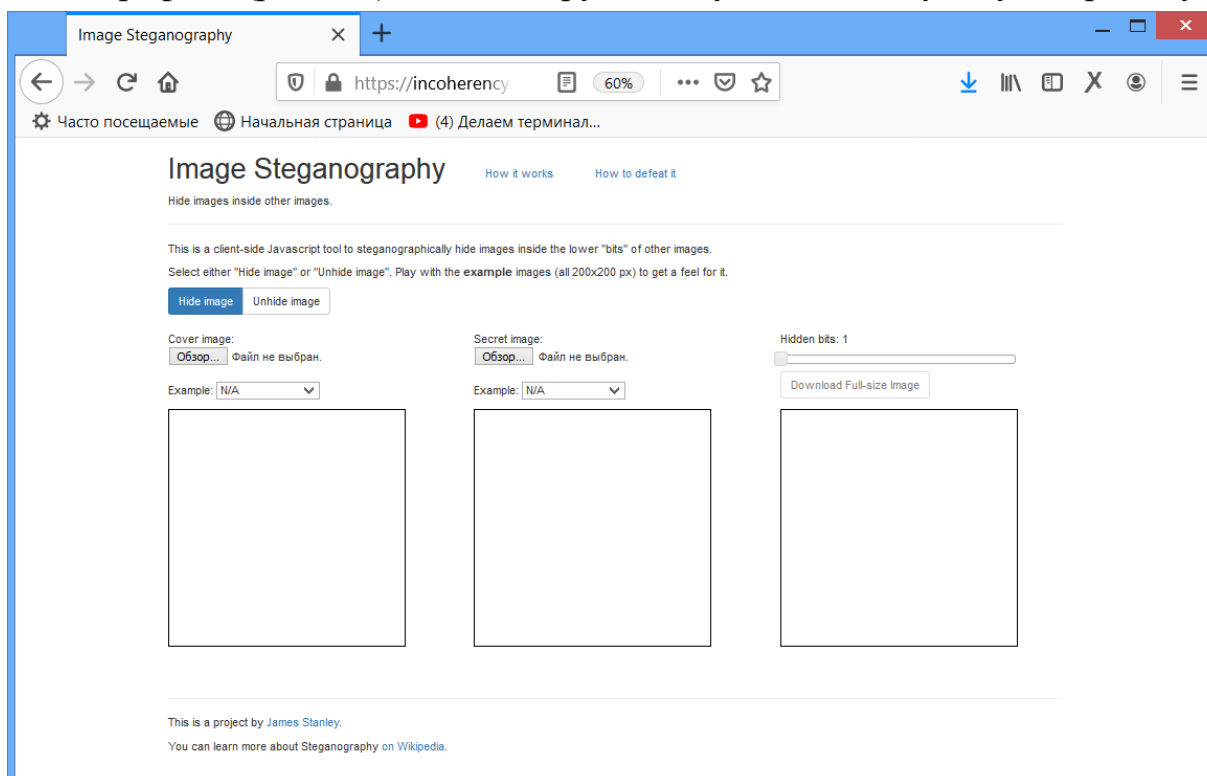 Image Steganography
https://incoherency 60%
Часто посещаемые Начальная страница (4) Делаем терминал...
Image Steganography How it works How to defeat it
Hide images inside other images.
This is a client-side Javascript tool to steganographically hide images inside the lower "bits" of other images.
Select either "Hide image" or "Unhide image". Play with the example images (all 200x200 px) to get a feel for it.
Hide image Unhide image
Cover image: Secret image: Hidden bits: 1
Обзор... Файл не выбран. Обзор... Файл не выбран.
Download Full-size Image
Example: N/A Example: N/A
This is a project by James Stanley.
You can learn more about Steganography on Wikipedia.